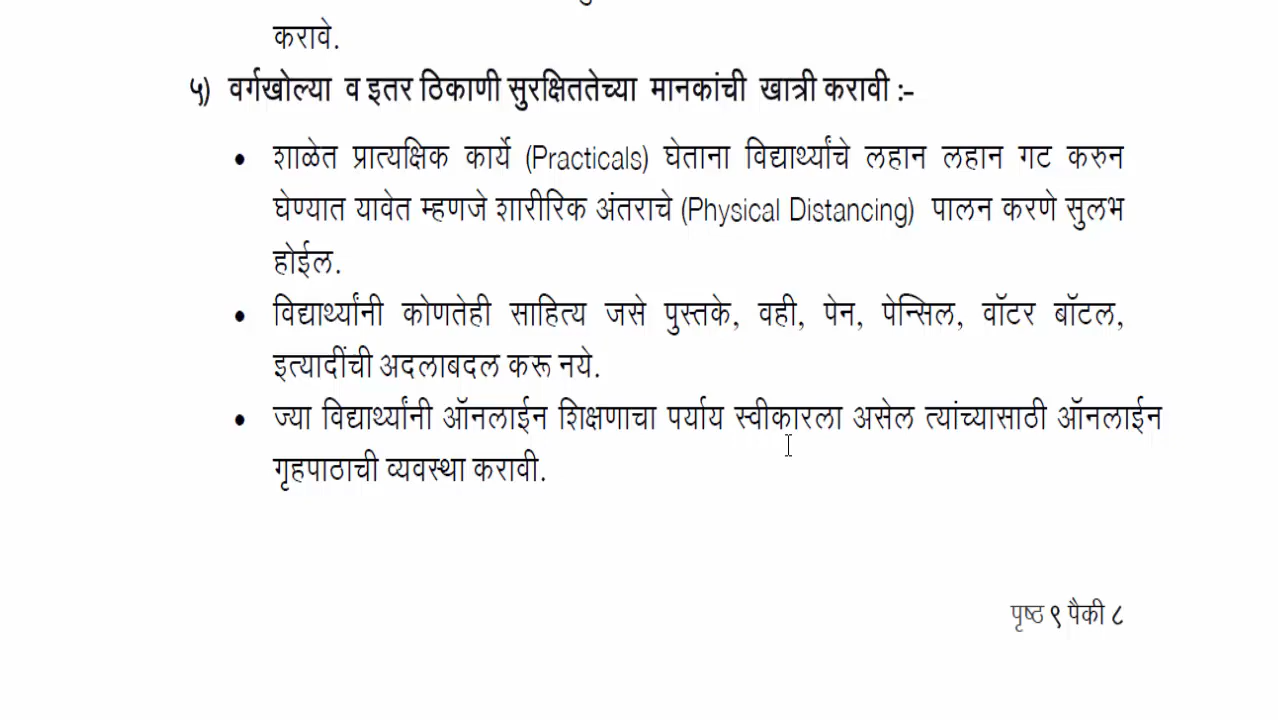 करावे.
५) वर्गखोल्या व इतर ठिकाणी सुरक्षिततेच्या मानकांची खात्री करावी :-
• शाळेत प्रात्यक्षिक कार्ये (Practicals) घेताना विद्यार्थ्यांचे लहान लहान गट करुन
घेण्यात यावेत म्हणजे शारीरिक अंतराचे (Physical Distancing) पालन करणे सुलभ
होईल.
• विद्यार्थ्यांनी कोणतेही साहित्य जसे पुस्तके, वही, पेन, पेन्सिल, वॉटर बॉटल,
इत्यादींची अदलाबदल करू नये.
• ज्या विद्यार्थ्यांनी ऑनलाईन शिक्षणाचा पर्याय स्वीकारला असेल त्यांच्यासाठी ऑनलाईन
गृहपाठाची व्यवस्था करावी.
पृष्ठ ९ पैकी ८